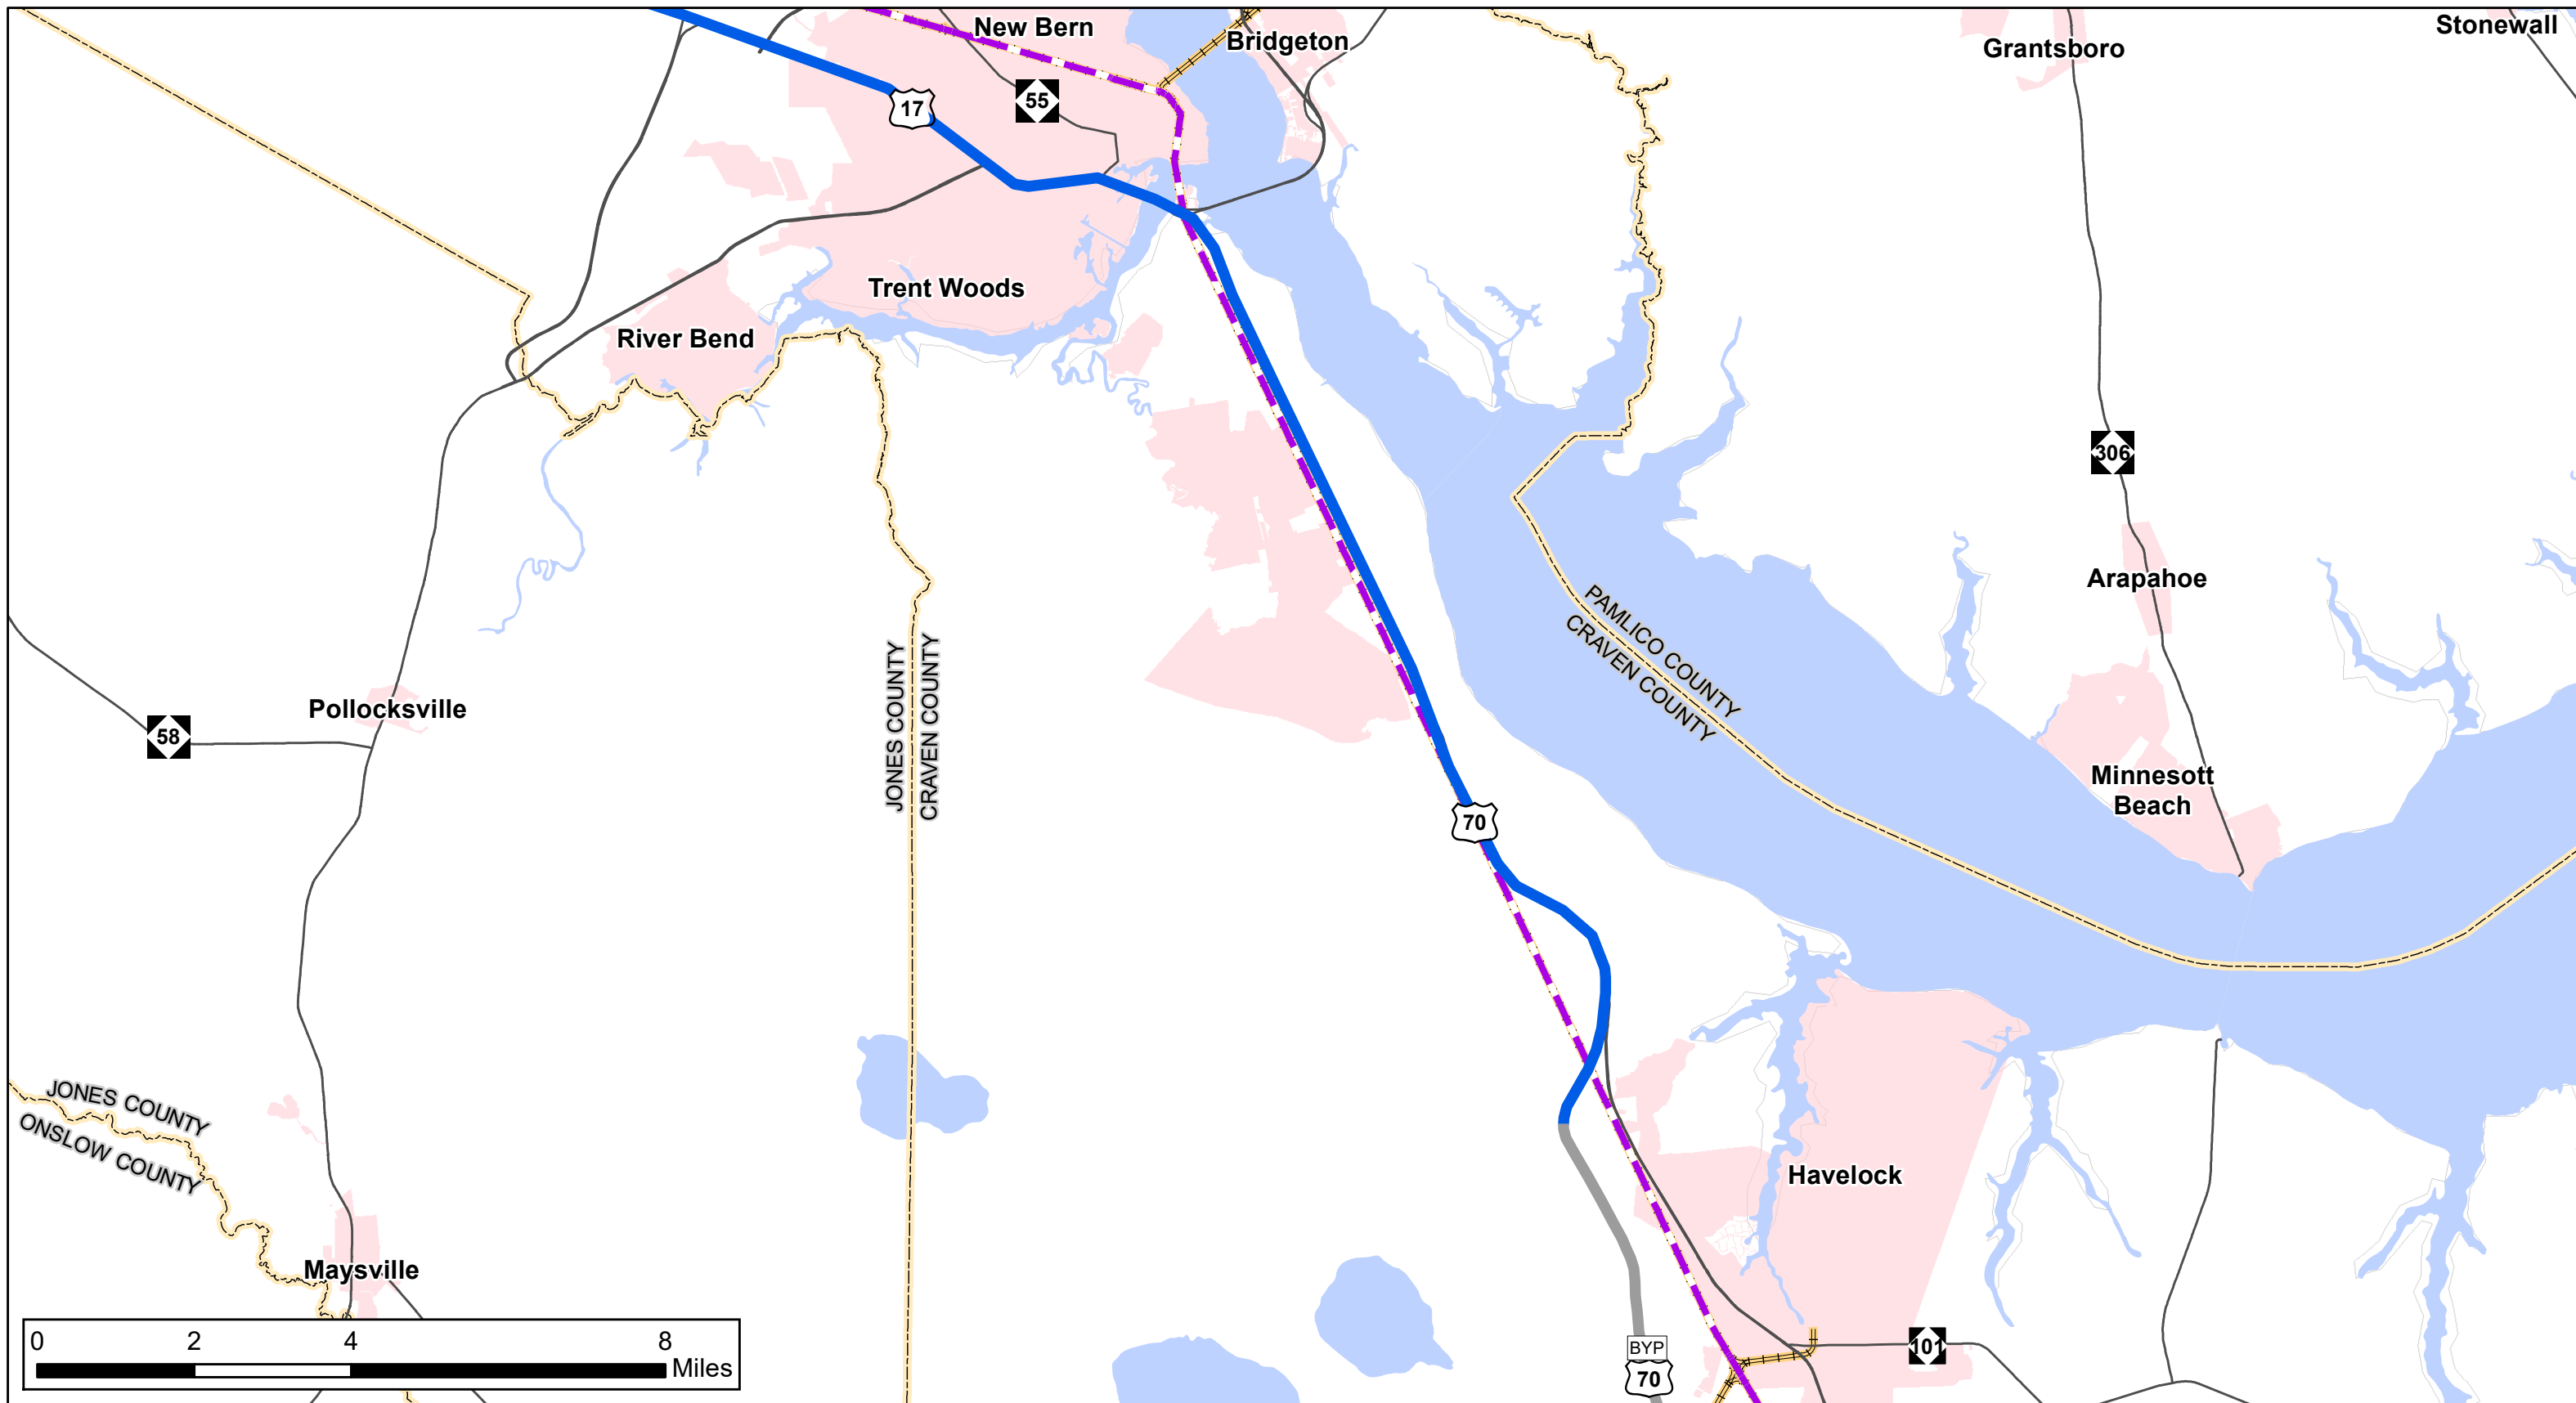 New Bern
Bridgeton
Grantsboro
Stonewall
17
55
Trent Woods
River Bend
306
Arapahoe
PAMLICO COUNTY
CRAVEN COUNTY
JONES COUNTY
CRAVEN COUNTY
Pollocksville
58
Minnesott
Beach
70
JONES COUNTY
ONSLOW COUNTY
Havelock
Maysville
0 2 4 8
Miles
BYP
70
101